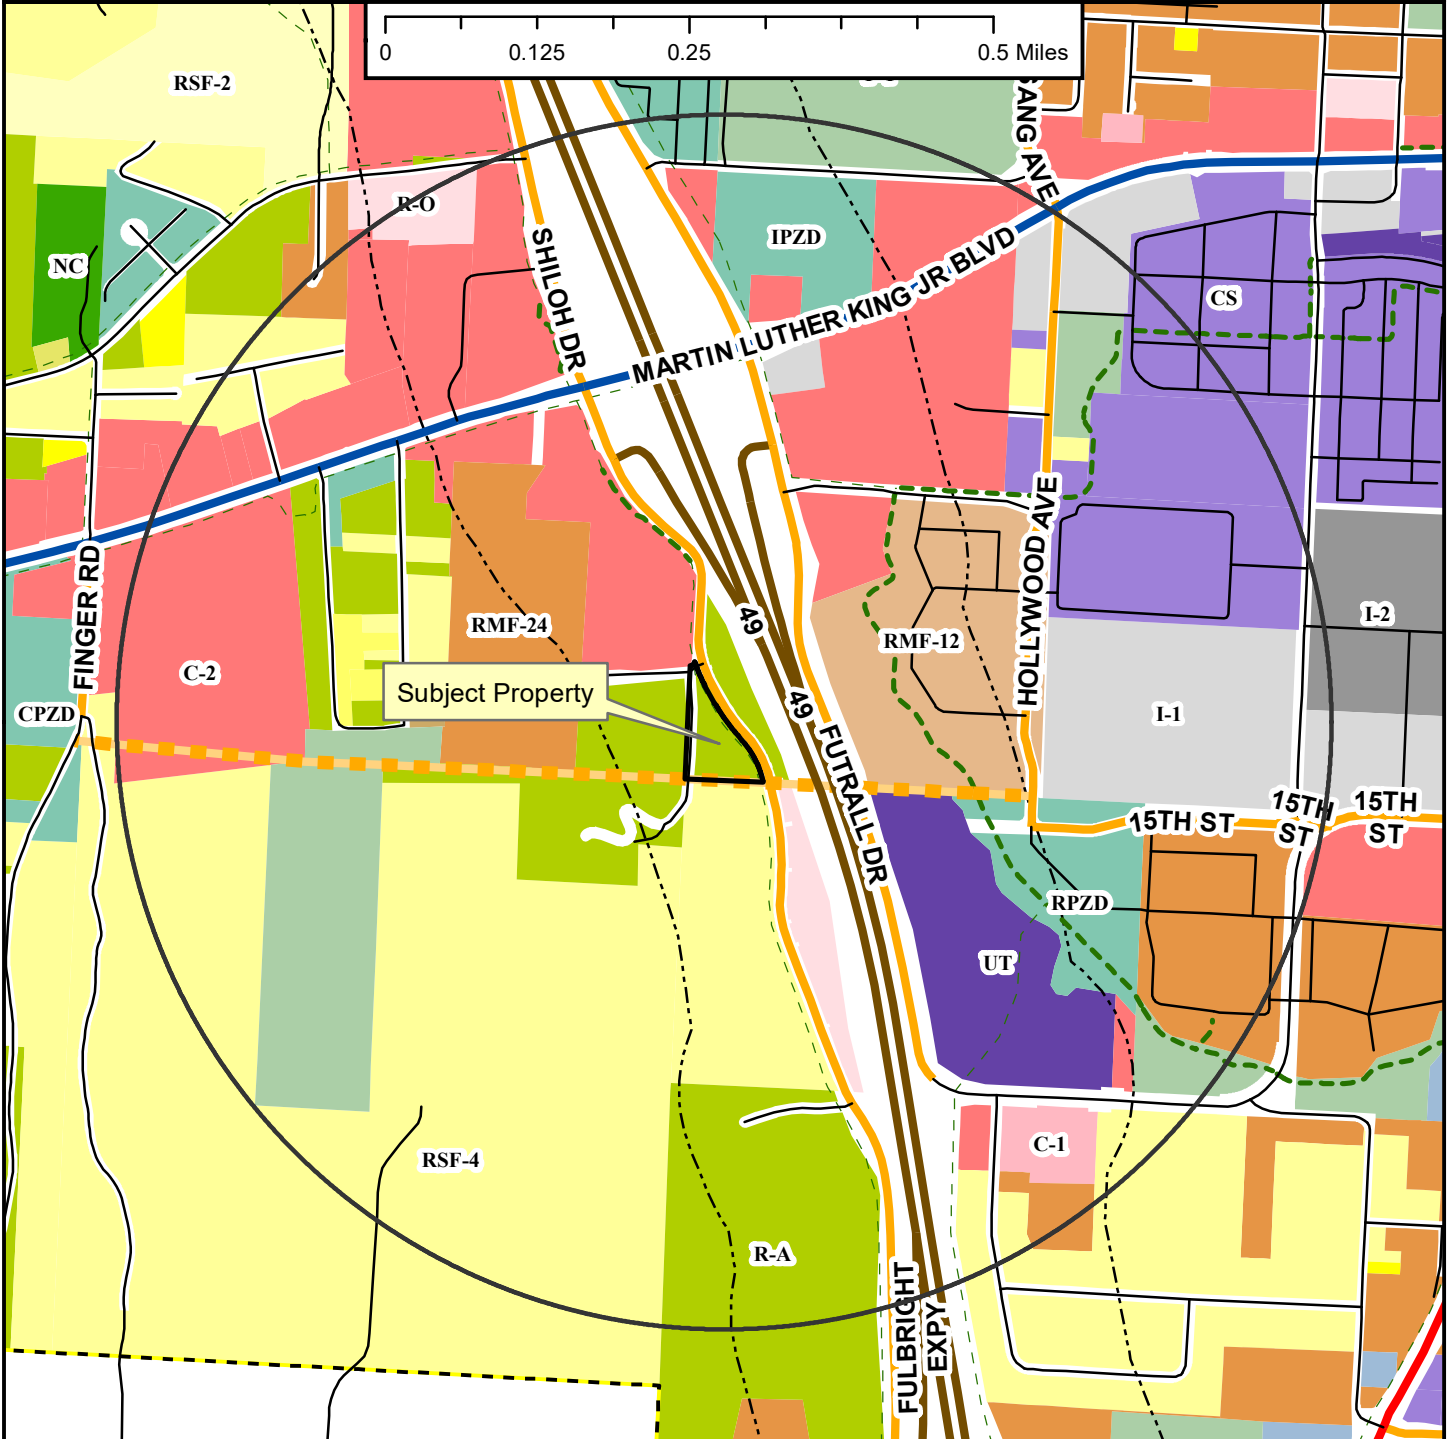 0 0.125 0.25 0.5 Miles
RSF-2
SANG AVE
R-O
IPZD
NC
SHILOH DR
MARTIN LUTHER KING JR BLVD
CS
FINGER RD
HOLLYWOOD AVE
49
I-2
RMF-24
RMF-12
C-2
Subject Property
49
CPZD
I-1
FUTRALL DR
15TH ST
15TH
ST
15TH
ST
RPZD
UT
C-1
RSF-4
R-A
FULBRIGHT
EXPY